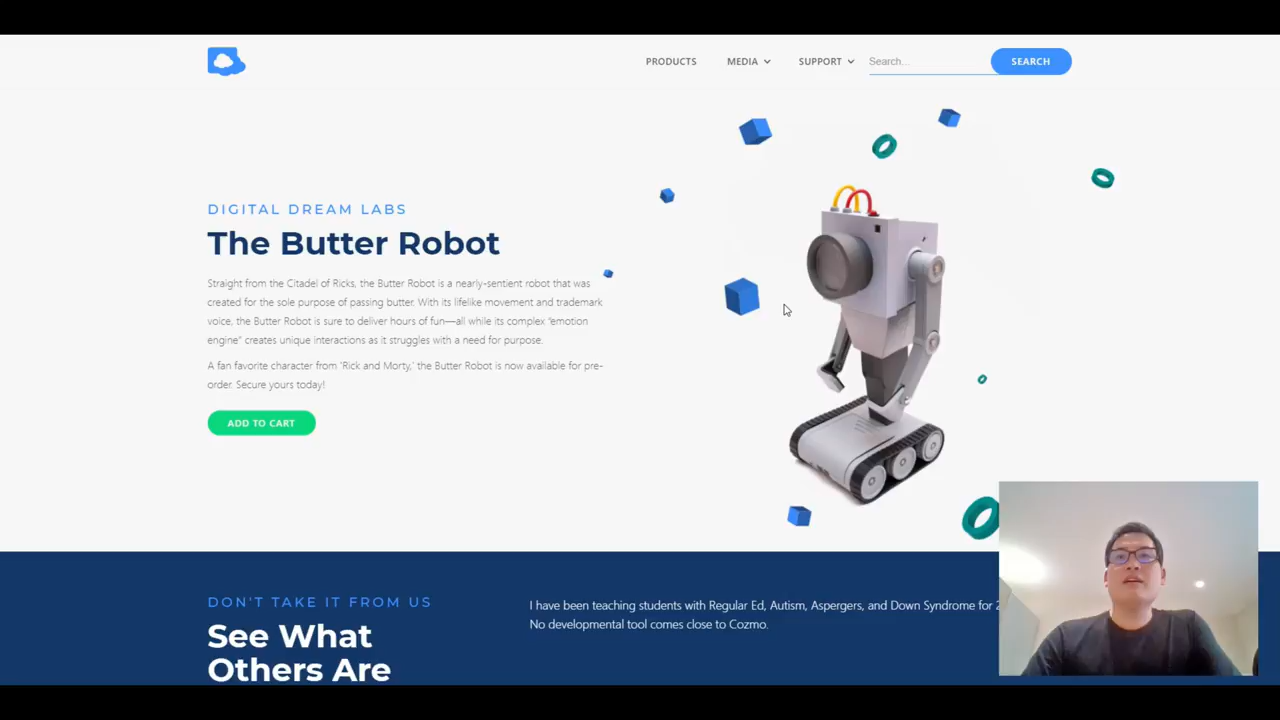 PRODUCTS
MEDIA
SUPPORT
Search...
SEARCH
DIGITAL DREAM LABS
The Butter Robot
Straight from the Citadel of Ricks, the Butter Robot is a nearly-sentient robot that was
created for the sole purpose of passing butter. With its lifelike movement and trademark
voice, the Butter Robot is sure to deliver hours of fun—all while its complex “emotion
engine” creates unique interactions as it struggles with a need for purpose.
A fan favorite character from ‘Rick and Morty,’ the Butter Robot is now available for pre-
order. Secure yours today!
ADD TO CART
DON'T TAKE IT FROM US
See What
Others Are
I have been teaching students with Regular Ed, Autism, Aspergers, and Down Syndrome for 2
No developmental tool comes close to Cozmo.